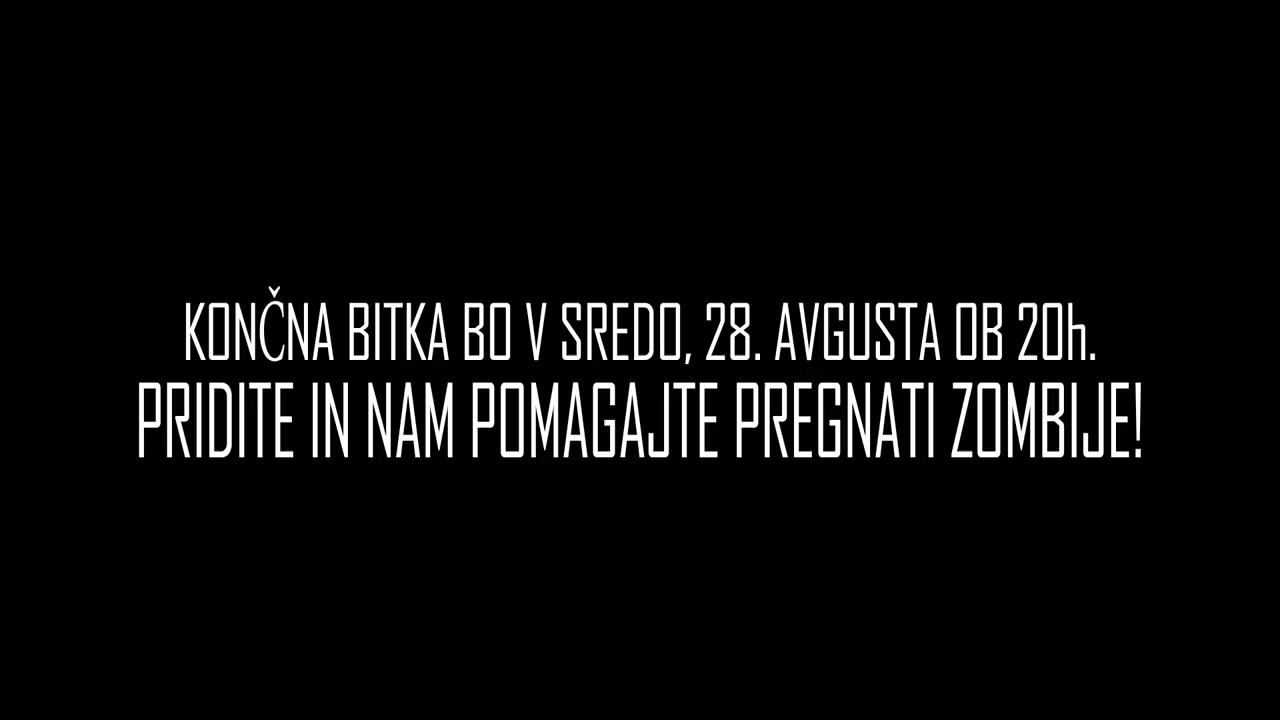 KONČNA BITKA BO V SREDO, 28. AVGUSTA OB 20h.
PRIDITE IN NAM POMAGAJTE PREGNATI ZOMBIJE!